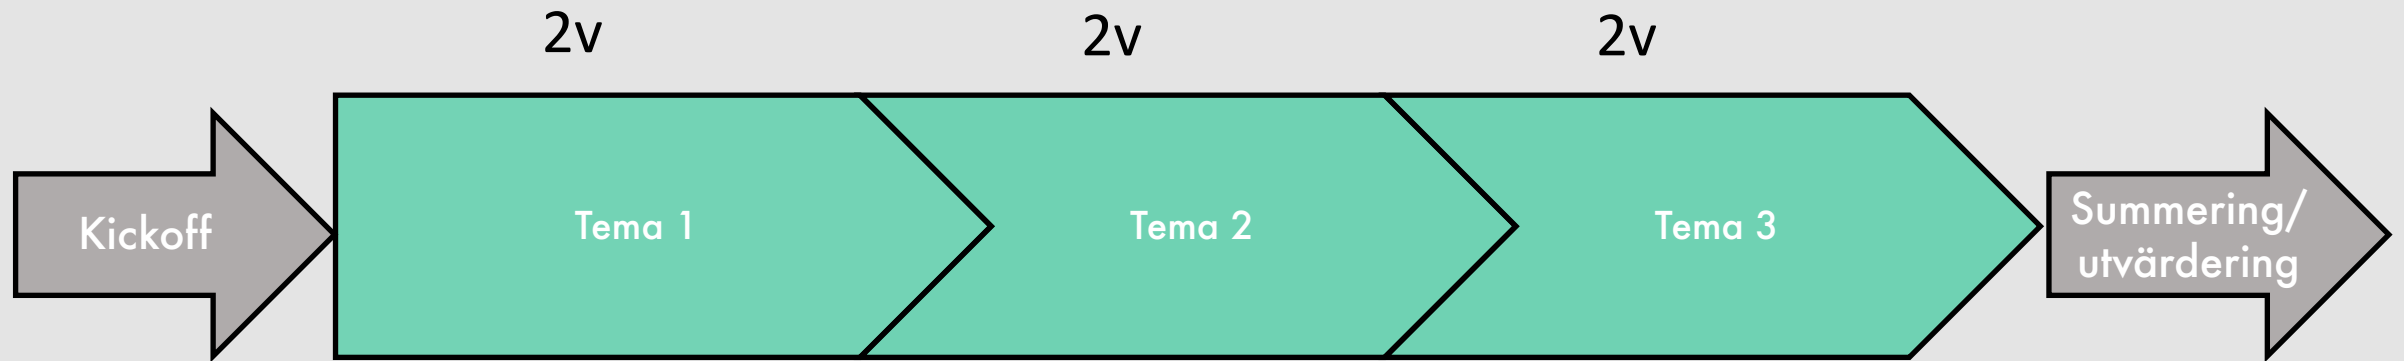 2v
2v
2v
Kickoff
Tema 1
Tema 2
Tema 3
Summering/
utvärdering